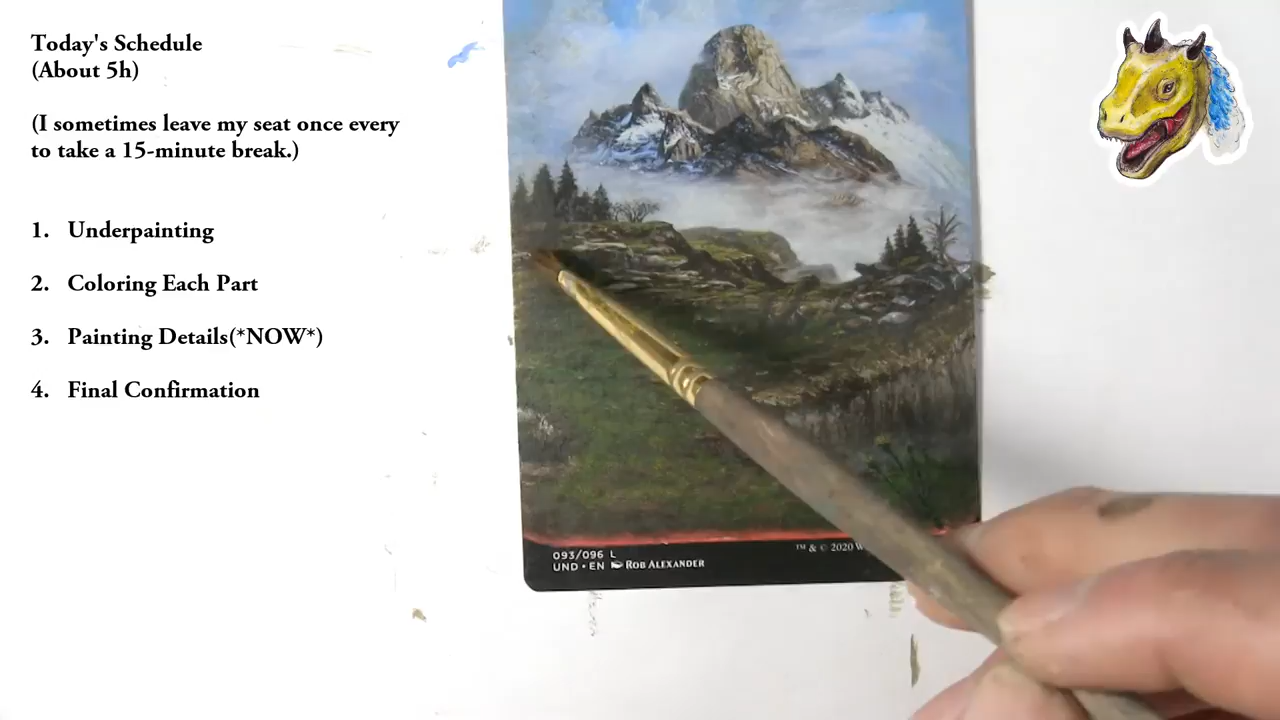 Today's Schedule
(About 5h)
(I sometimes leave my seat once every
to take a 15-minute break.)
1. Underpainting
2. Coloring Each Part
3. Painting Details(*NOW*)
4. Final Confirmation
093/096 L
UND • EN ROB ALEXANDER
™ & © 2020 W